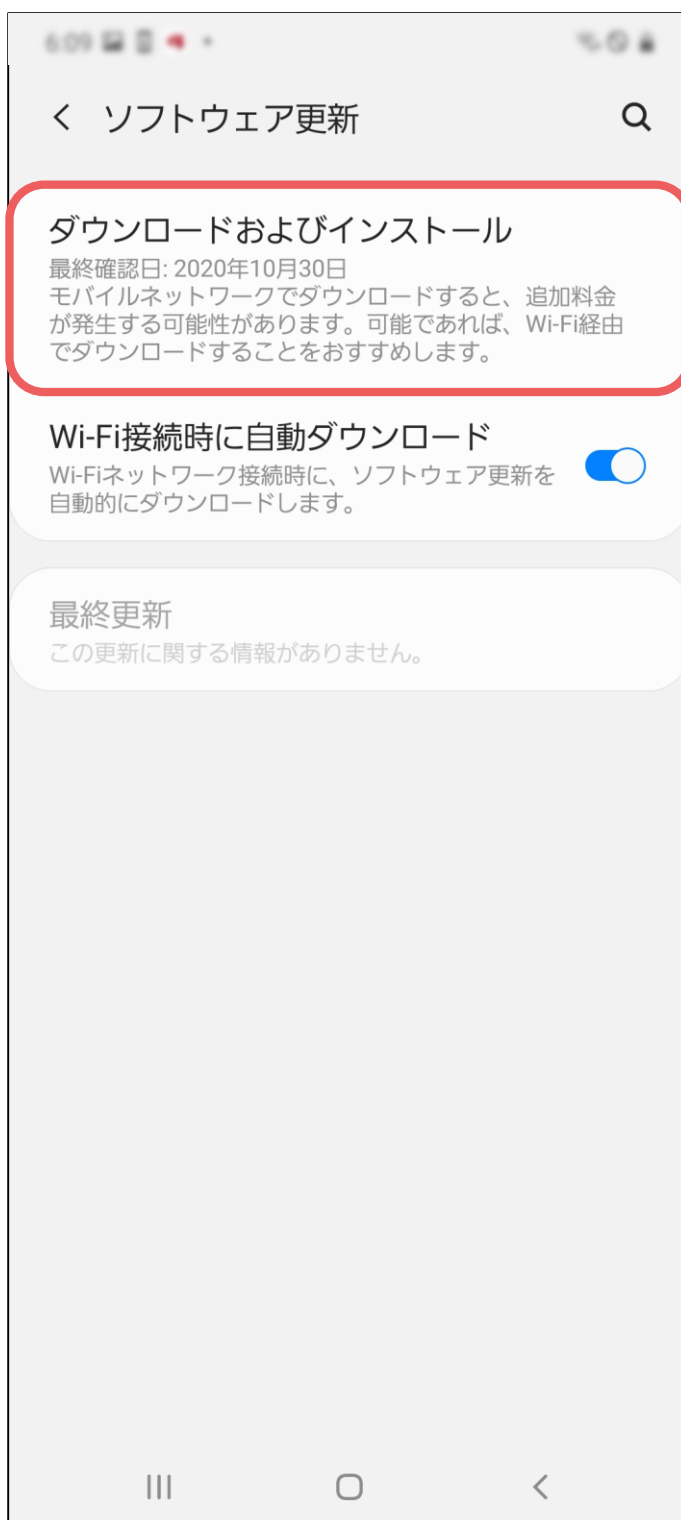 6:09
ソフトウェア更新
ダウンロードおよびインストール
最終確認日: 2020年10月30日
モバイルネットワークでダウンロードすると、追加料金
が発生する可能性があります。可能であれば、Wi-Fi経由
でダウンロードすることをおすすめします。
Wi-Fi接続時に自動ダウンロード
Wi-Fiネットワーク接続時に、ソフトウェア更新を
自動的にダウンロードします。
最終更新
この更新に関する情報がありません。